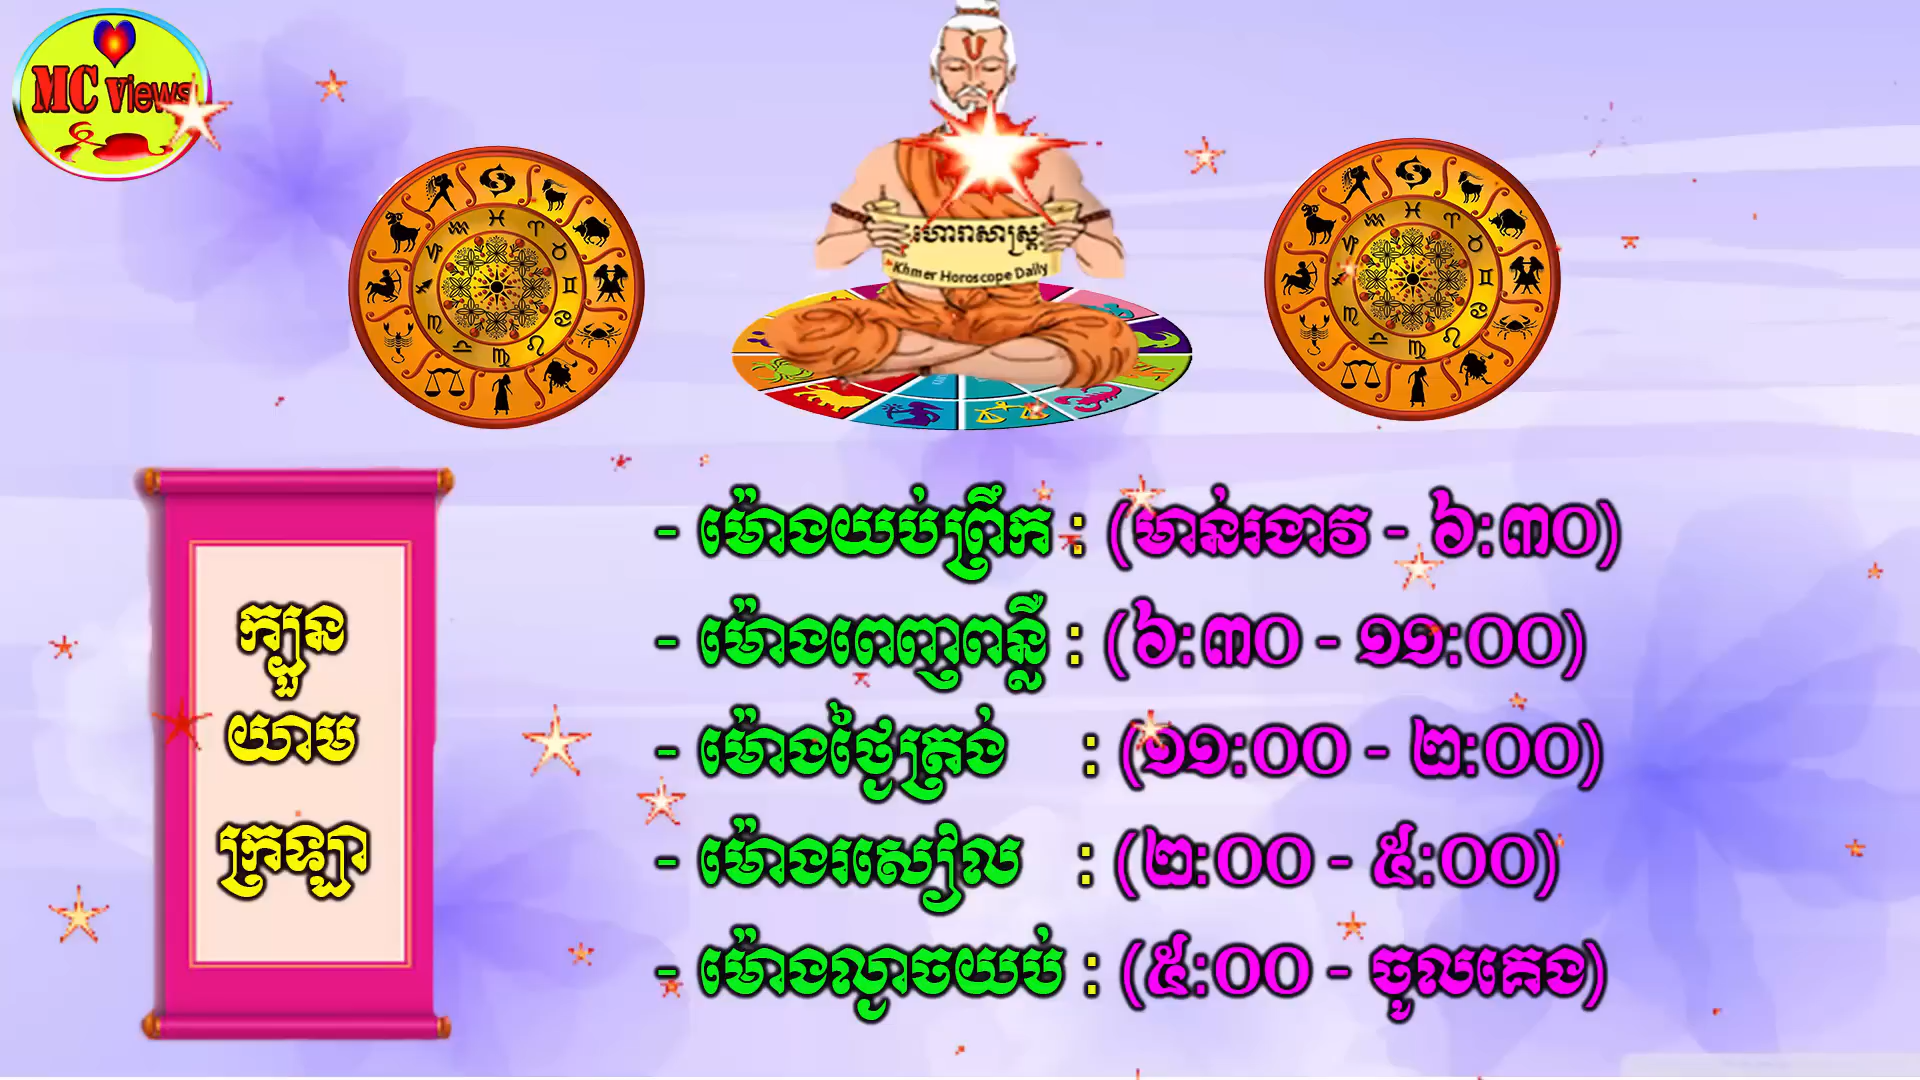 MC Views
ហោរាសាស្ត្រ
Khmer Horoscope Daily
ក្បួន
យាម
ក្រឡា
- ម៉ោងយប់ព្រឹក : (មាន់រងាវ - ៦:៣០)
- ម៉ោងពេញពន្លឺ : (៦:៣០ - ១១:០០)
- ម៉ោងថ្ងៃត្រង់ : (១១:០០ - ២:០០)
- ម៉ោងរសៀល : (២:០០ - ៥:០០)
- ម៉ោងល្ងាចយប់ : (៥:០០ - ចូលគេង)